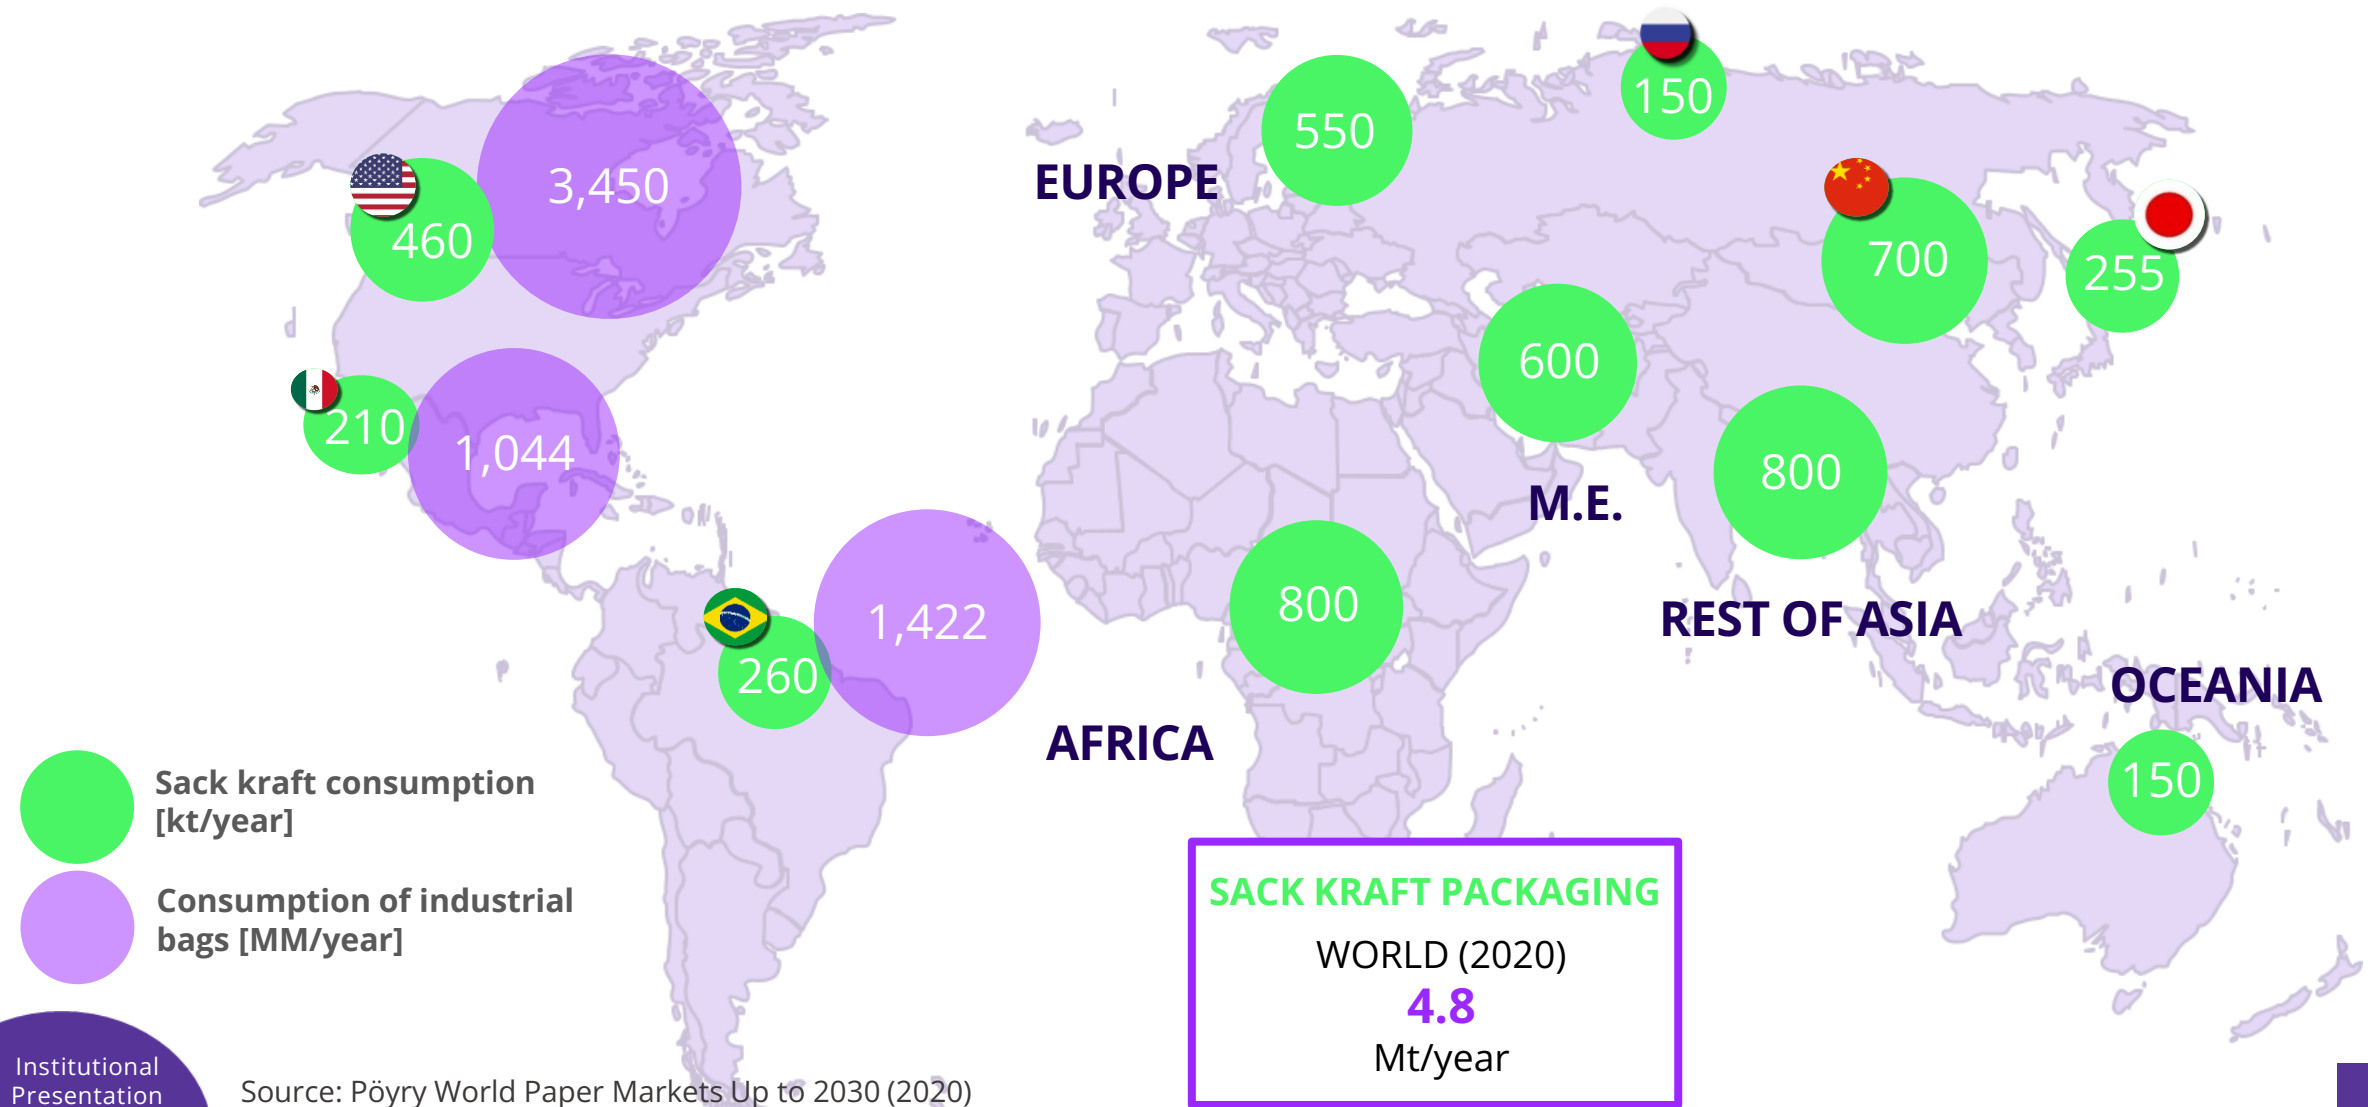 150
550
3,450
EUROPE
460
700
255
600
210
1,044
800
M.E.
800
1,422
REST OF ASIA
260
OCEANIA
AFRICA
150
Sack kraft consumption
[kt/year]
Consumption of industrial
bags [MM/year]
SACK KRAFT PACKAGING
WORLD (2020)
4.8
Mt/year
Institutional
Presentation
Source: Pöyry World Paper Markets Up to 2030 (2020)